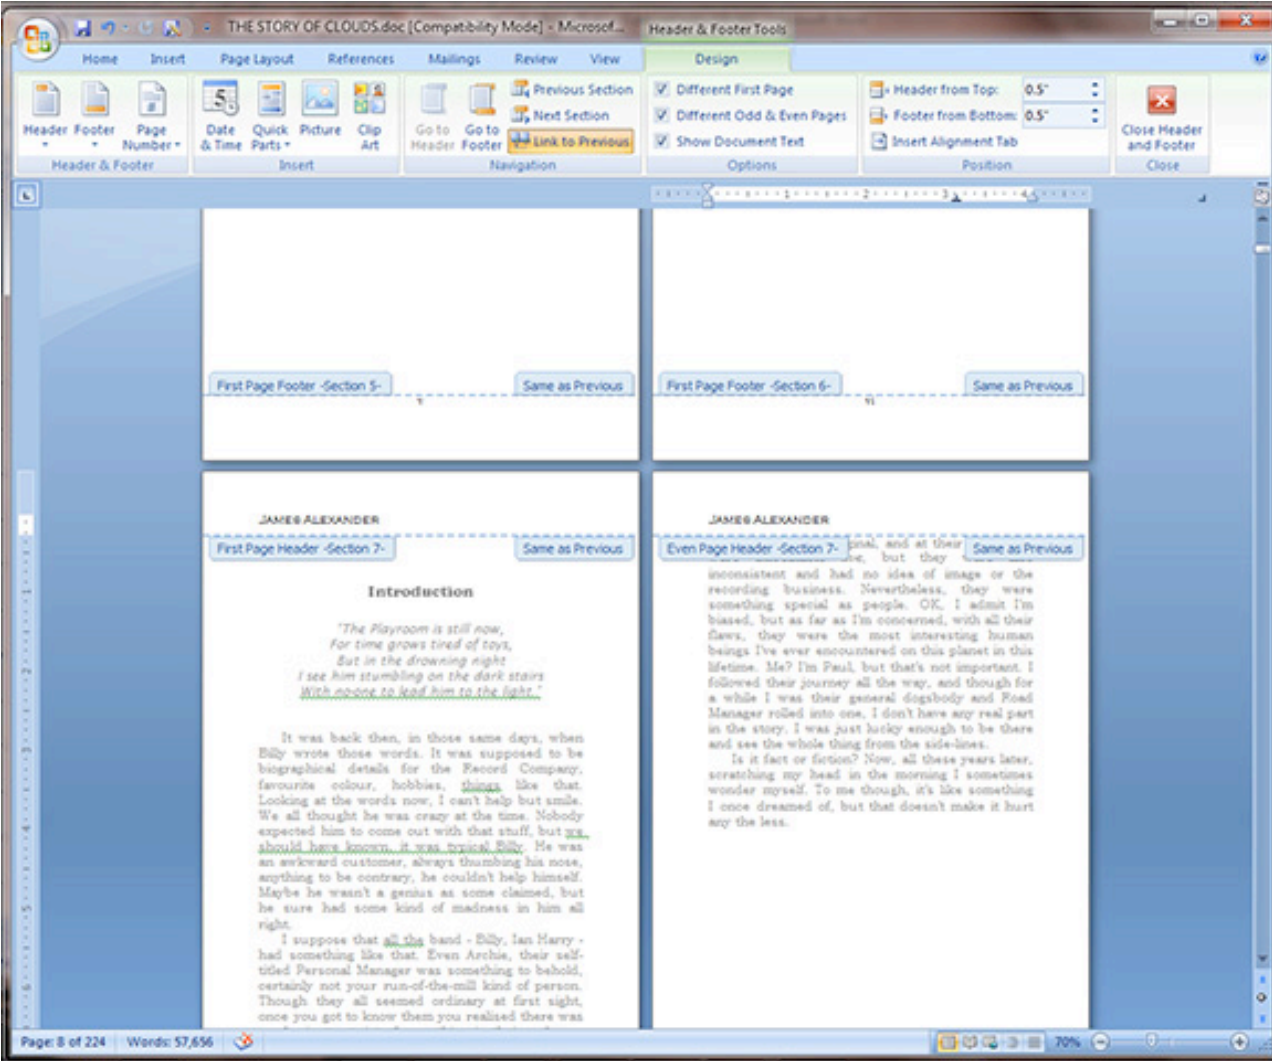 THE STORY OF CLOUDS.doc [Compatibility Mode] - Microsof...
Header & Footer Tools
Home Insert Page Layout References Mailings Review View Design
Header Footer Page Number
Header & Footer
Date & Time Quick Parts Picture Clip Art
Insert
Go to Header Go to Footer
Previous Section
Next Section
Link to Previous
Navigation
Different First Page
Different Odd & Even Pages
Show Document Text
Options
Header from Top: 0.5"
Footer from Bottom: 0.5"
Insert Alignment Tab
Position
Close Header and Footer
Close
1 2 3 4
First Page Footer -Section 5- Same as Previous
v
First Page Footer -Section 6- Same as Previous
vi
JAMES ALEXANDER
First Page Header -Section 7- Same as Previous
Introduction
"The Playroom is still now,
For time grows tired of toys,
But in the drowning night
I see him stumbling on the dark stairs
With no-one to lead him to the light."
It was back then, in those same days, when
Billy wrote those words. It was supposed to be
biographical details for the Record Company,
favourite colour, hobbies, things like that.
Looking at the words now, I can't help but smile.
We all thought he was crazy at the time. Nobody
expected him to come out with that stuff, but we
should have known, it was typical Billy. He was
an awkward customer, always thumbing his nose,
anything to be contrary, he couldn't help himself.
Maybe he wasn't a genius as some claimed, but
he sure had some kind of madness in him all
right.
I suppose that all the band - Billy, Ian Harry -
had something like that. Even Archie, their self-
titled Personal Manager was something to behold,
certainly not your run-of-the-mill kind of person.
Though they all seemed ordinary at first sight,
once you got to know them you realised there was
JAMES ALEXANDER
Even Page Header -Section 7- Same as Previous
and at their
but they
inconsistent and had no idea of image or the
recording business. Nevertheless, they were
something special as people. OK, I admit I'm
biased, but as far as I'm concerned, with all their
flaws, they were the most interesting human
beings I've ever encountered on this planet in this
lifetime. Me? I'm Paul, but that's not important. I
followed their journey all the way, and though for
a while I was their general dogsbody and Road
Manager rolled into one, I don't have any real part
in the story. I was just lucky enough to be there
and see the whole thing from the side-lines.
Is it fact or fiction? Now, all these years later,
scratching my head in the morning I sometimes
wonder myself. To me though, it's like something
I once dreamed of, but that doesn't make it hurt
any the less.
Page: 8 of 224 Words: 57,656 70%